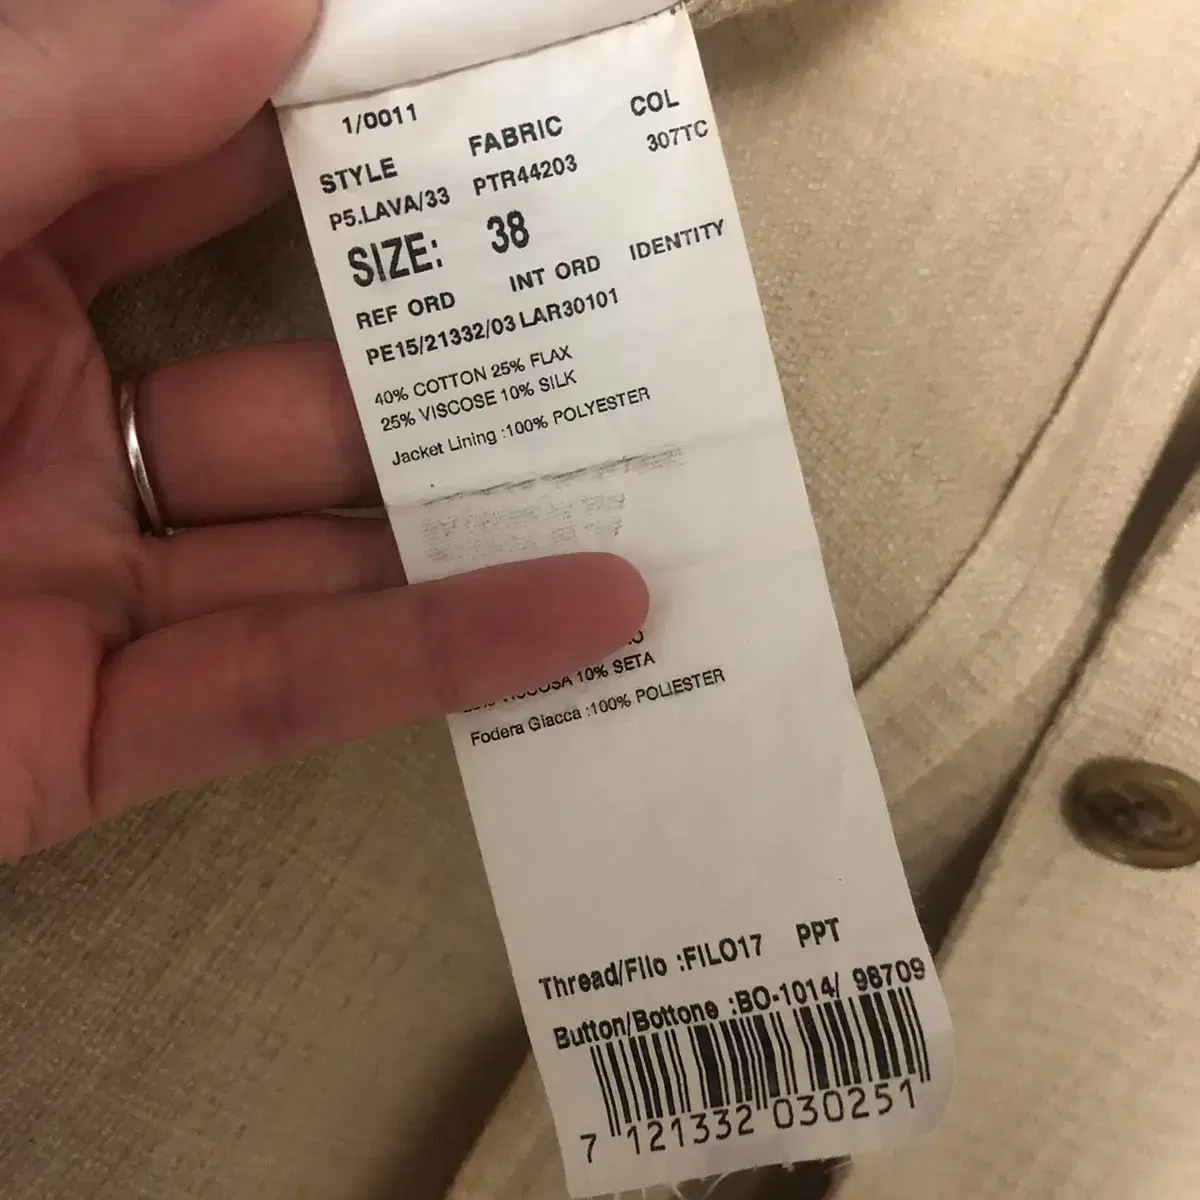 1/0011
STYLE FABRIC COL
P5.LAVA/33 PTR44203 307TC
SIZE: 38
REF ORD INT ORD IDENTITY
PE15/21332/03 LAR30101
40% COTTON 25% FLAX
25% VISCOSE 10% SILK
Jacket Lining :100% POLYESTER
10% SETA
Fodera Giacca :100% POLIESTER
Thread/Filo :FILO17 PPT
Button/Bottone :BO-1014/ 98709
7 121332 030251